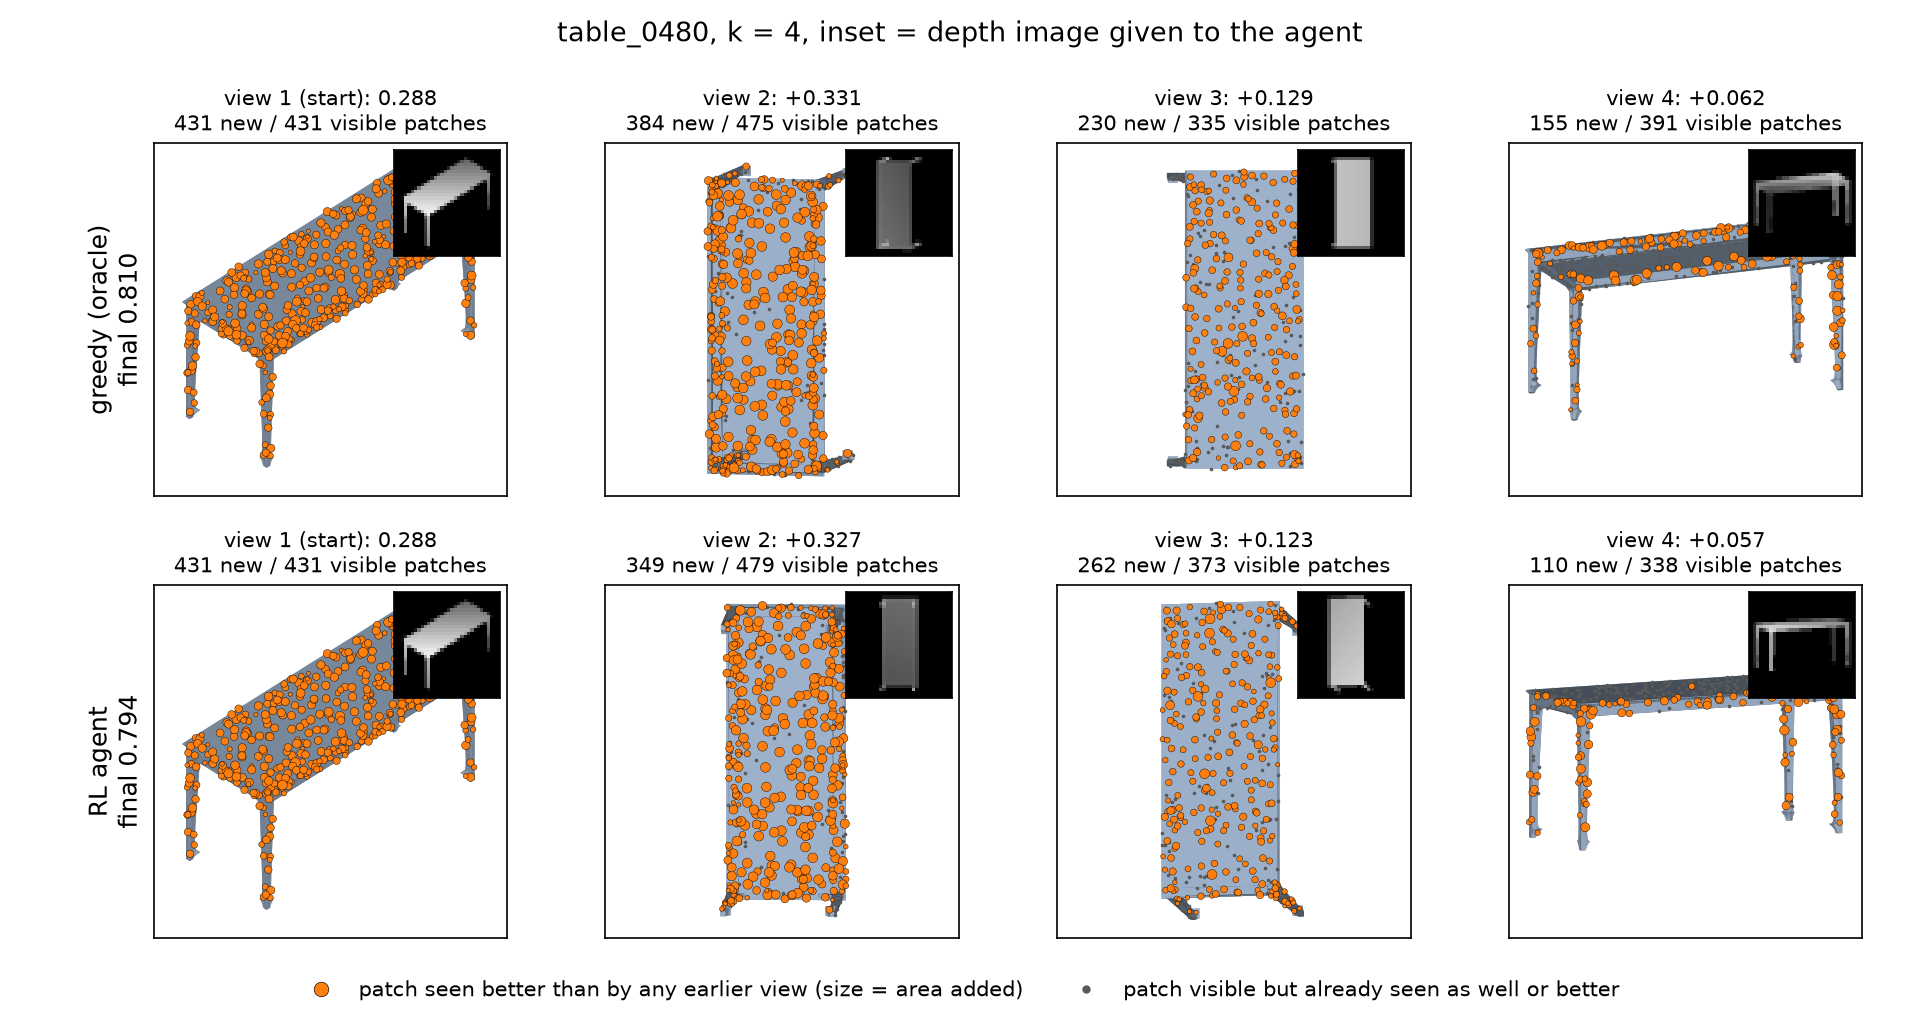 table_0480, k = 4, inset = depth image given to the agent
view 1 (start): 0.288
431 new / 431 visible patches
view 2: +0.331
384 new / 475 visible patches
view 3: +0.129
230 new / 335 visible patches
view 4: +0.062
155 new / 391 visible patches
greedy (oracle)
final 0.810
view 1 (start): 0.288
431 new / 431 visible patches
view 2: +0.327
349 new / 479 visible patches
view 3: +0.123
262 new / 373 visible patches
view 4: +0.057
110 new / 338 visible patches
RL agent
final 0.794
patch seen better than by any earlier view (size = area added)
patch visible but already seen as well or better